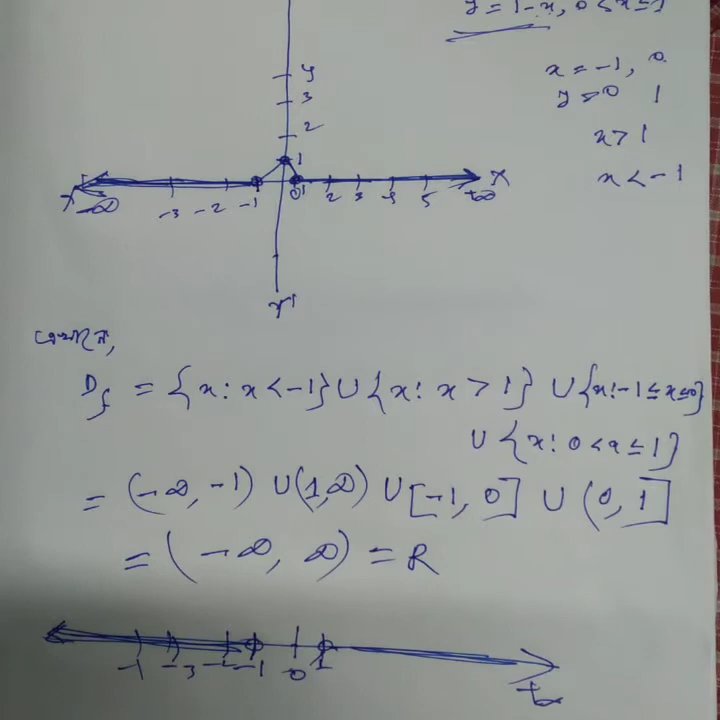 y = 1-x, 0 < x ≤ 1
x = -1, 0
y = 0 1
x > 1
x < -1
4
3
2
1
X
-∞ -3 -2 -1 0 1 2 3 4 5 +∞
Y'
এখানে,
D_f = {x: x < -1} ∪ {x: x > 1} ∪ {x: -1 ≤ x ≤ 0}
∪ {x: 0 < x ≤ 1}
= (-∞, -1) ∪ (1, ∞) ∪ [-1, 0] ∪ (0, 1]
= (-∞, ∞) = R
-3 -1 0 1